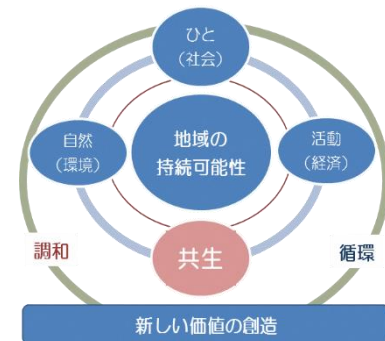 ひと
（社会）
自然
（環境）
地域の
持続可能性
活動
（経済）
共生
調和
循環
新しい価値の創造